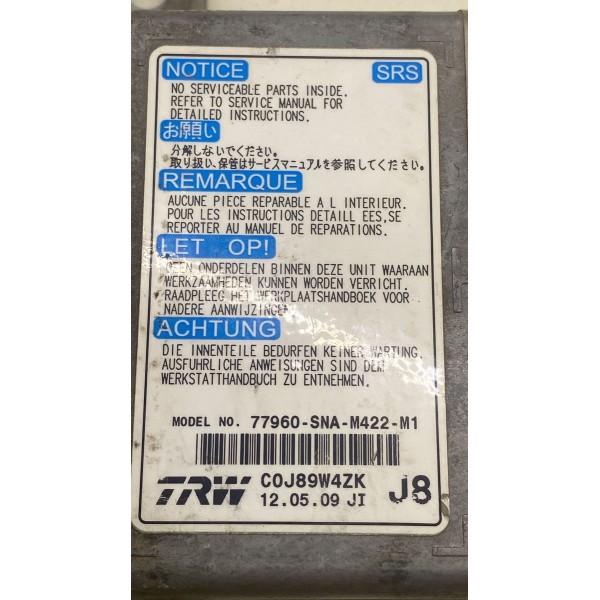 NOTICE SRS
NO SERVICEABLE PARTS INSIDE.
REFER TO SERVICE MANUAL FOR
DETAILED INSTRUCTIONS.
お願い
分解しないでください。
取り扱い、保管はサービスマニュアルを参照してください。
REMARQUE
AUCUNE PIECE REPARABLE A L INTERIEUR.
POUR LES INSTRUCTIONS DETAILL EES,SE
REPORTER AU MANUEL DE REPARATIONS.
LET OP!
GEEN ONDERDELEN BINNEN DEZE UNIT WAARAAN
WERKZAAMHEDEN KUNNEN WORDEN VERRICHT.
RAADPLEEG HET WERKPLAATSHANDBOEK VOOR
NADERE AANWIJZINGEN
ACHTUNG
DIE INNENTEILE BEDURFEN KEINER WARTUNG.
AUSFUHRLICHE ANWEISUNGEN SIND DEM
WERKSTATTHANDBUCH ZU ENTNEHMEN.
MODEL NO. 77960-SNA-M422-M1
TRW C0J89W4ZK J8
12.05.09 JI